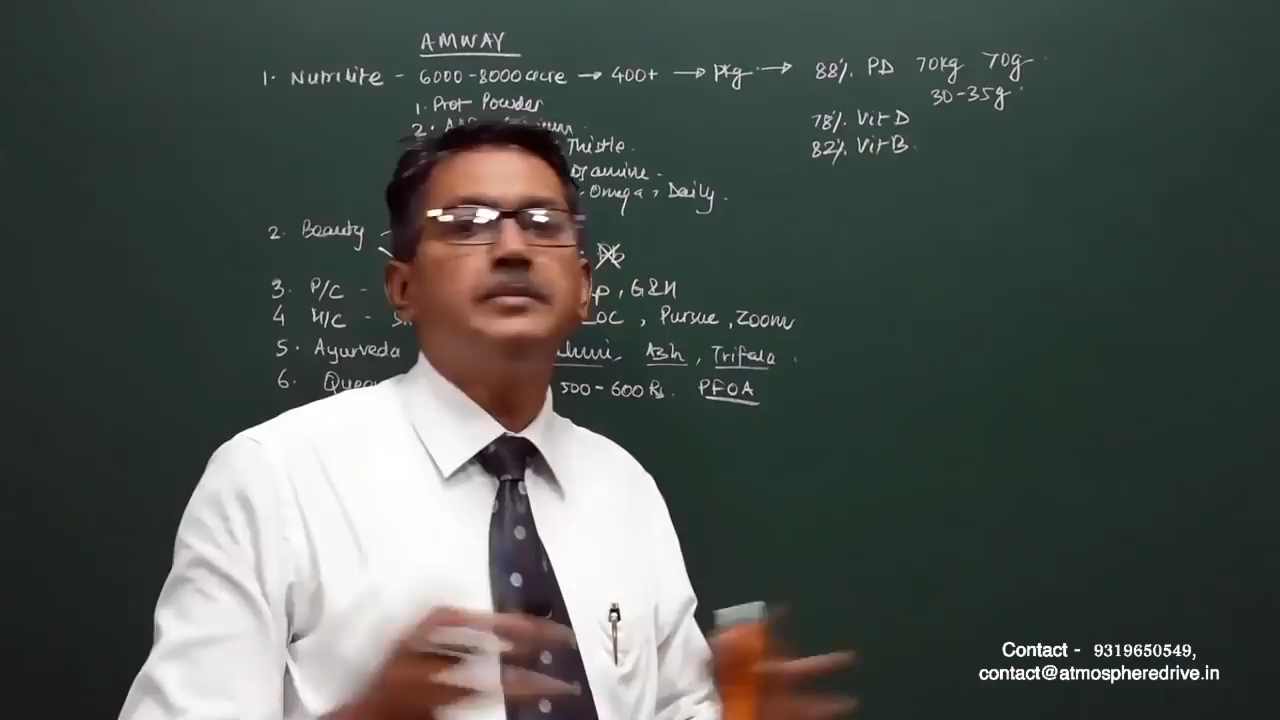 AMWAY
1. Nutrilite - 6000-8000 acre → 400+ → pkg. → 88% PD 70kg 70g
30-35g
1. Prot Powder
78% Vit D
2.
82% Vit B
Thistle.
Omega, Daily.
2. Beauty
3. P/C - , G&H
4 H/C - LOC, Pursue, Zoom
5. Ayurveda Ash, Trifala.
6. 500-600 Rs. PFOA
Contact - 9319650549,
contact@atmospheredrive.in